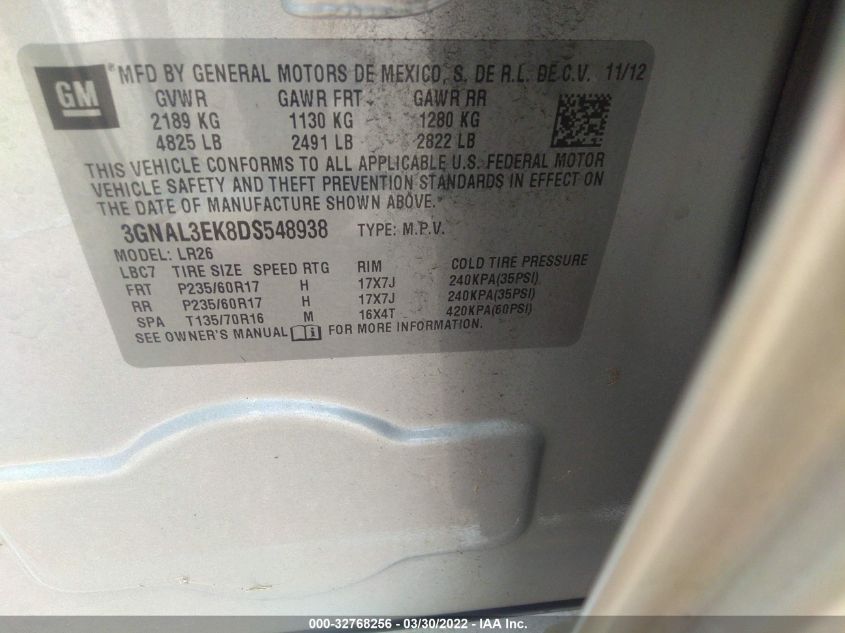 GM
*MFD BY GENERAL MOTORS DE MEXICO, S. DE R.L. DE C.V. 11/12
GVWR GAWR FRT GAWR RR
2189 KG 1130 KG 1280 KG
4825 LB 2491 LB 2822 LB
THIS VEHICLE CONFORMS TO ALL APPLICABLE U.S. FEDERAL MOTOR
VEHICLE SAFETY AND THEFT PREVENTION STANDARDS IN EFFECT ON
THE DATE OF MANUFACTURE SHOWN ABOVE.*
3GNAL3EK8DS548938 TYPE: M.P.V.
MODEL: LR26
LBC7 TIRE SIZE SPEED RTG RIM COLD TIRE PRESSURE
FRT P235/60R17 H 17X7J 240KPA(35PSI)
RR P235/60R17 H 17X7J 240KPA(35PSI)
SPA T135/70R16 M 16X4T 420KPA(60PSI)
SEE OWNER'S MANUAL FOR MORE INFORMATION.
000-32768256 - 03/30/2022 - IAA Inc.